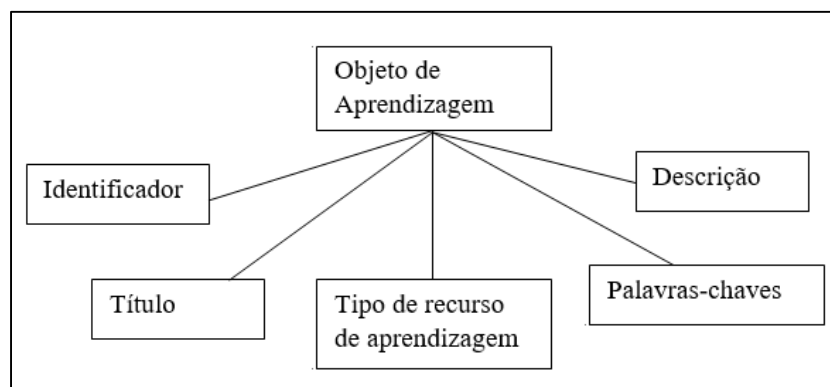 Objeto de
Aprendizagem
Identificador
Descrição
Título
Tipo de recurso
de aprendizagem
Palavras-chaves